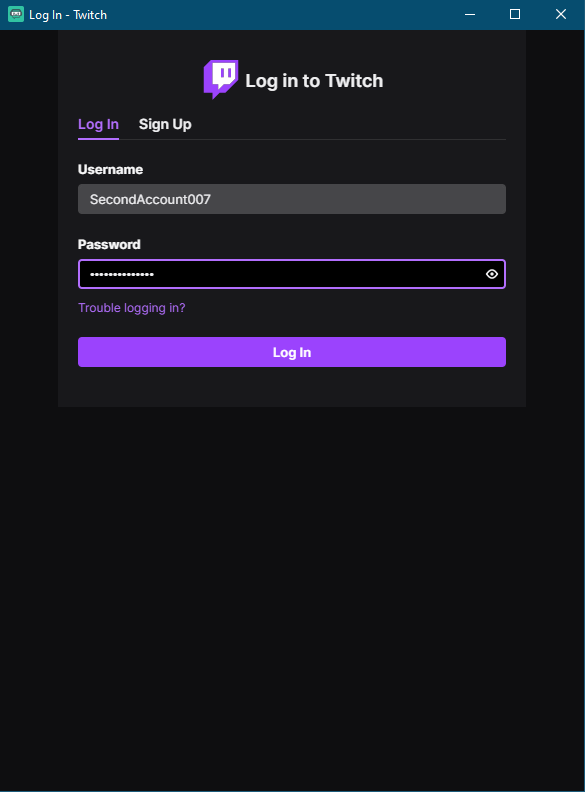 Log In - Twitch
Log in to Twitch
Log In Sign Up
Username
SecondAccount007
Password
••••••••••••••
Trouble logging in?
Log In